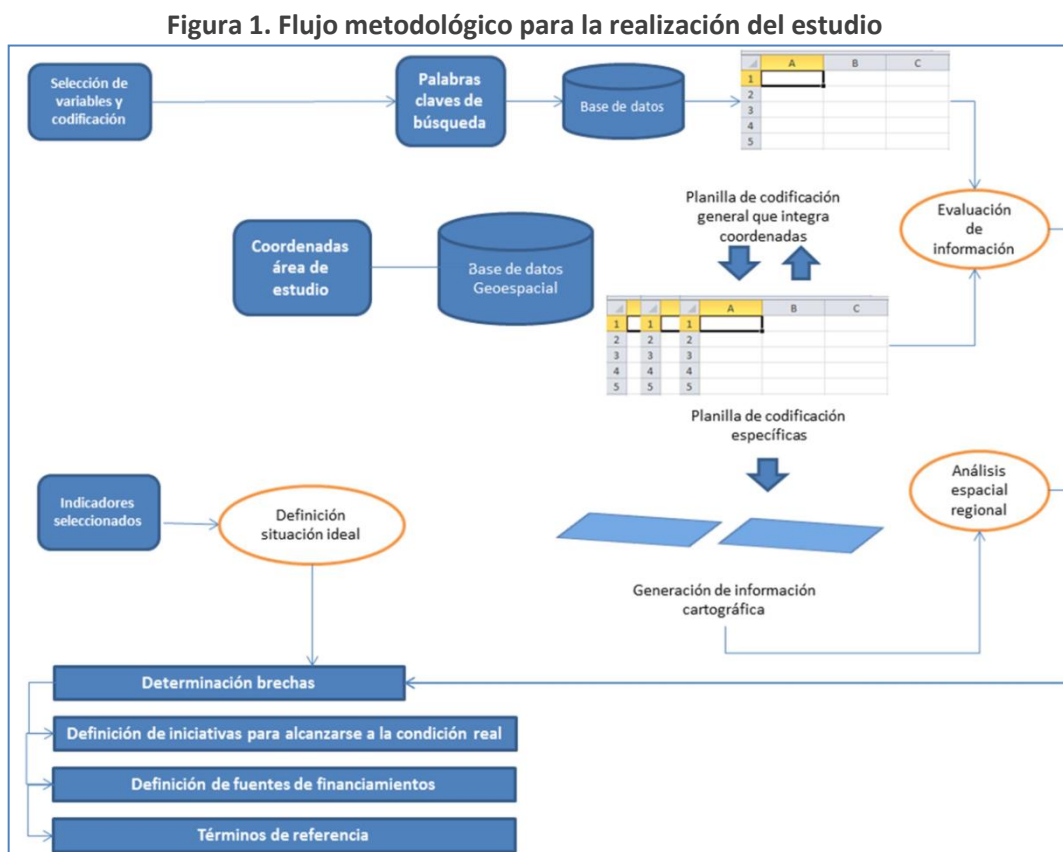 Figura 1. Flujo metodológico para la realización del estudio
Selección de
variables y
codificación
Palabras
claves de
búsqueda
Base de datos
A B C
1
2
3
4
5
Planilla de codificación
general que integra
coordenadas
Evaluación
de
información
Coordenadas
área de
estudio
Base de datos
Geoespacial
A B C
1 1 1
2 2 2
3 3 3
4 4 4
5 5 5
Planilla de codificación
específicas
Indicadores
seleccionados
Definición
situación ideal
Análisis
espacial
regional
Generación de información
cartográfica
Determinación brechas
Definición de iniciativas para alcanzarse a la condición real
Definición de fuentes de financiamientos
Términos de referencia